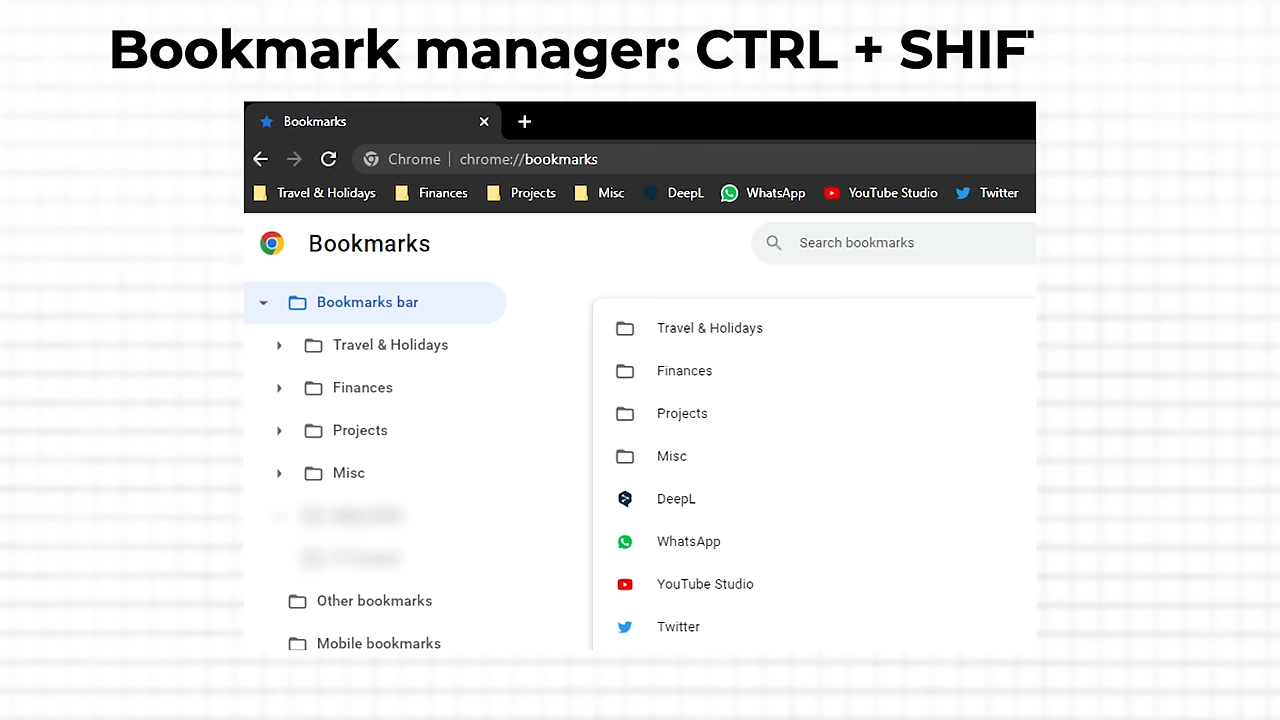 Bookmark manager: CTRL + SHIF
Bookmarks
Chrome | chrome://bookmarks
Travel & Holidays Finances Projects Misc DeepL WhatsApp YouTube Studio Twitter
Bookmarks Search bookmarks
Bookmarks bar
Travel & Holidays
Finances
Projects
Misc
Other bookmarks
Mobile bookmarks
Travel & Holidays
Finances
Projects
Misc
DeepL
WhatsApp
YouTube Studio
Twitter